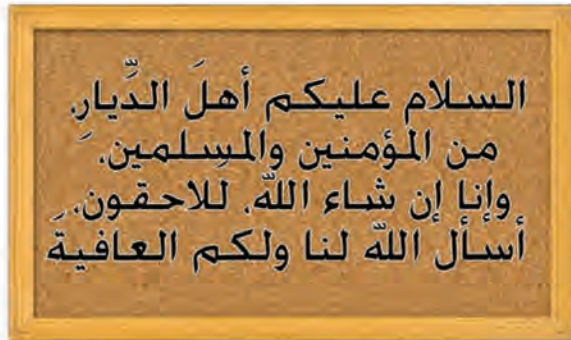 السلام عليكم أهلَ الدِّيارِ،
من المؤمنين والمسلمين،
وإنا إن شاء اللّه، للاحقون،
أسألَ اللّه لنا ولكم العافيةَ